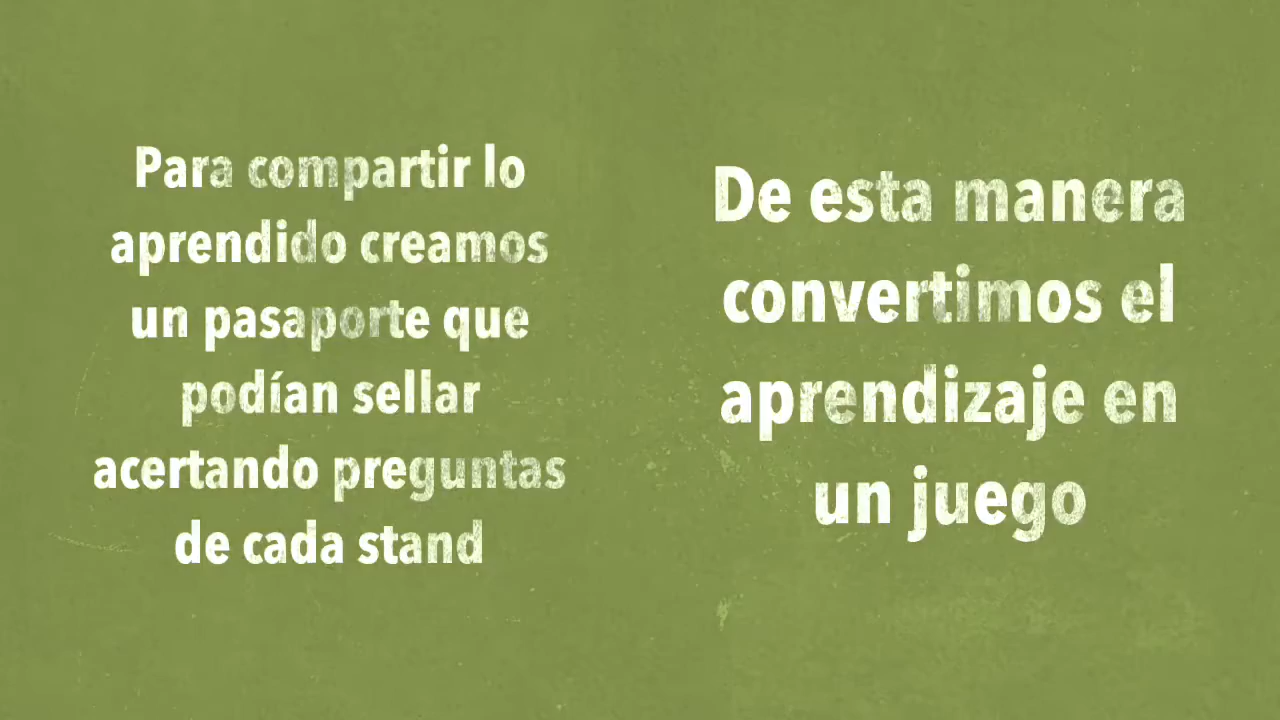 Para compartir lo
aprendido creamos
un pasaporte que
podían sellar
acertando preguntas
de cada stand
De esta manera
convertimos el
aprendizaje en
un juego